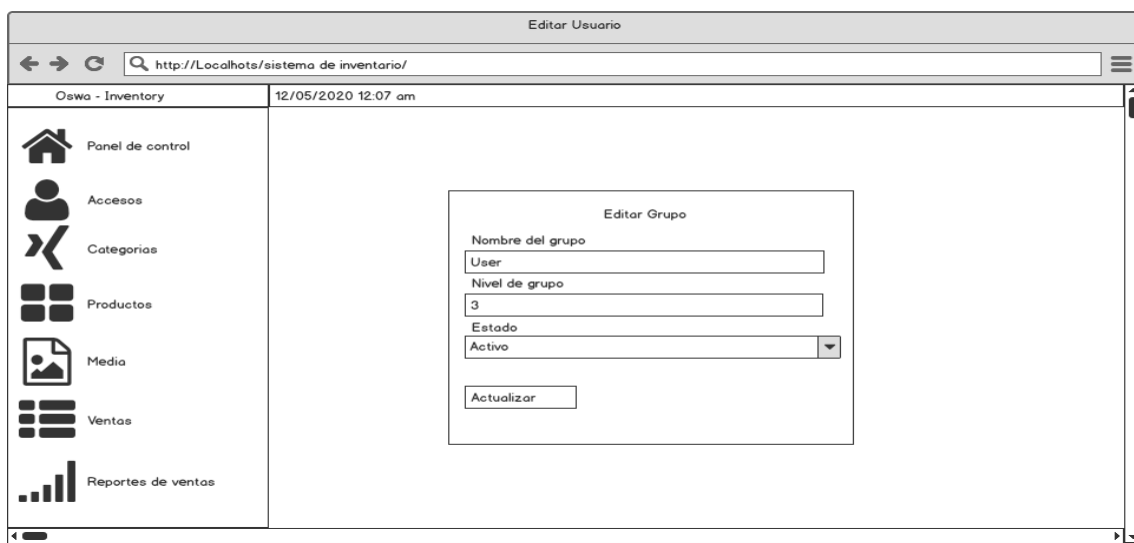 Editar Usuario
http://Localhots/sistema de inventario/
Oswa - Inventory
12/05/2020 12:07 am
Panel de control
Accesos
Categorias
Productos
Media
Ventas
Reportes de ventas
Editar Grupo
Nombre del grupo
User
Nivel de grupo
3
Estado
Activo
Actualizar